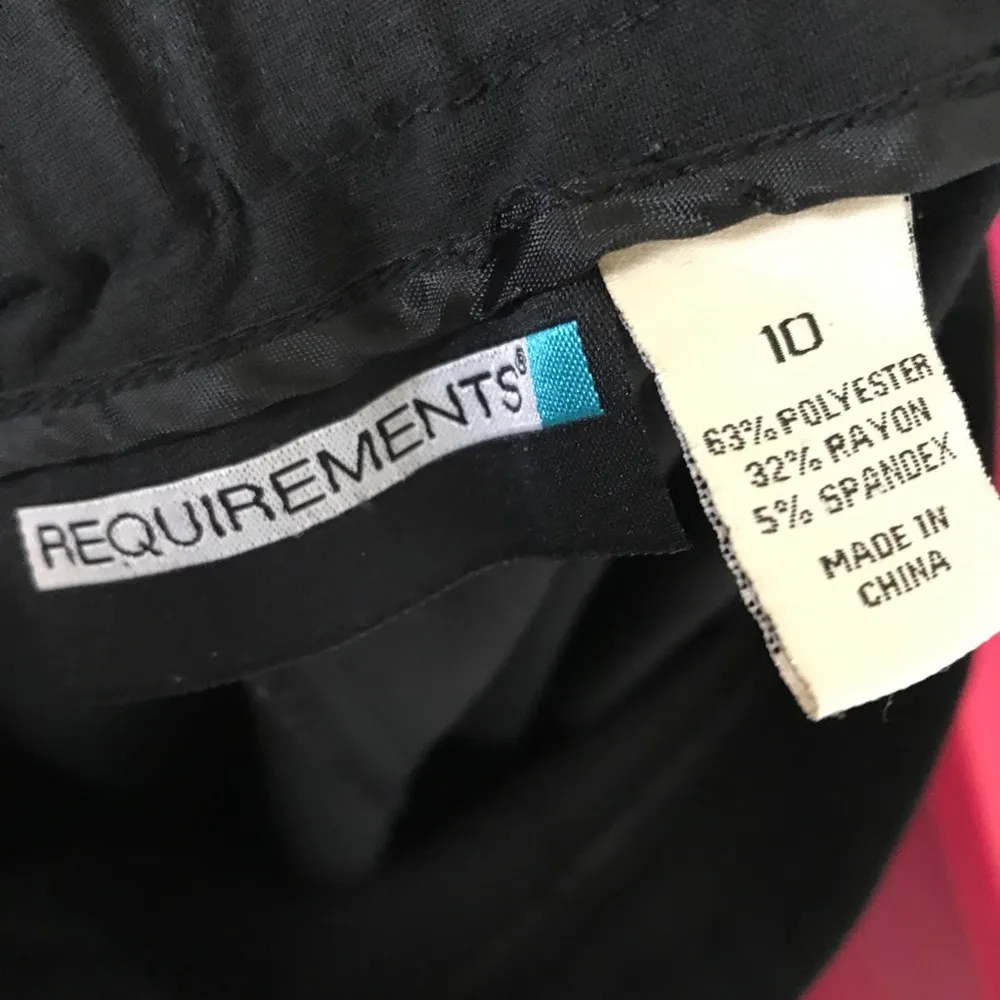 REQUIREMENTS®
10
63% POLYESTER
32% RAYON
5% SPANDEX
MADE IN
CHINA